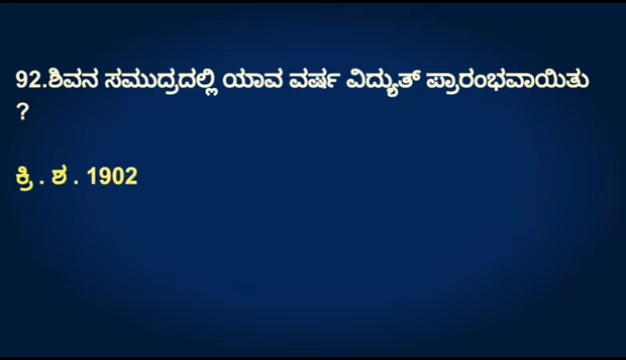 92.ಶಿವನ ಸಮುದ್ರದಲ್ಲಿ ಯಾವ ವರ್ಷ ವಿದ್ಯುತ್ ಪ್ರಾರಂಭವಾಯಿತು
?
ಕ್ರಿ . ಶ . 1902